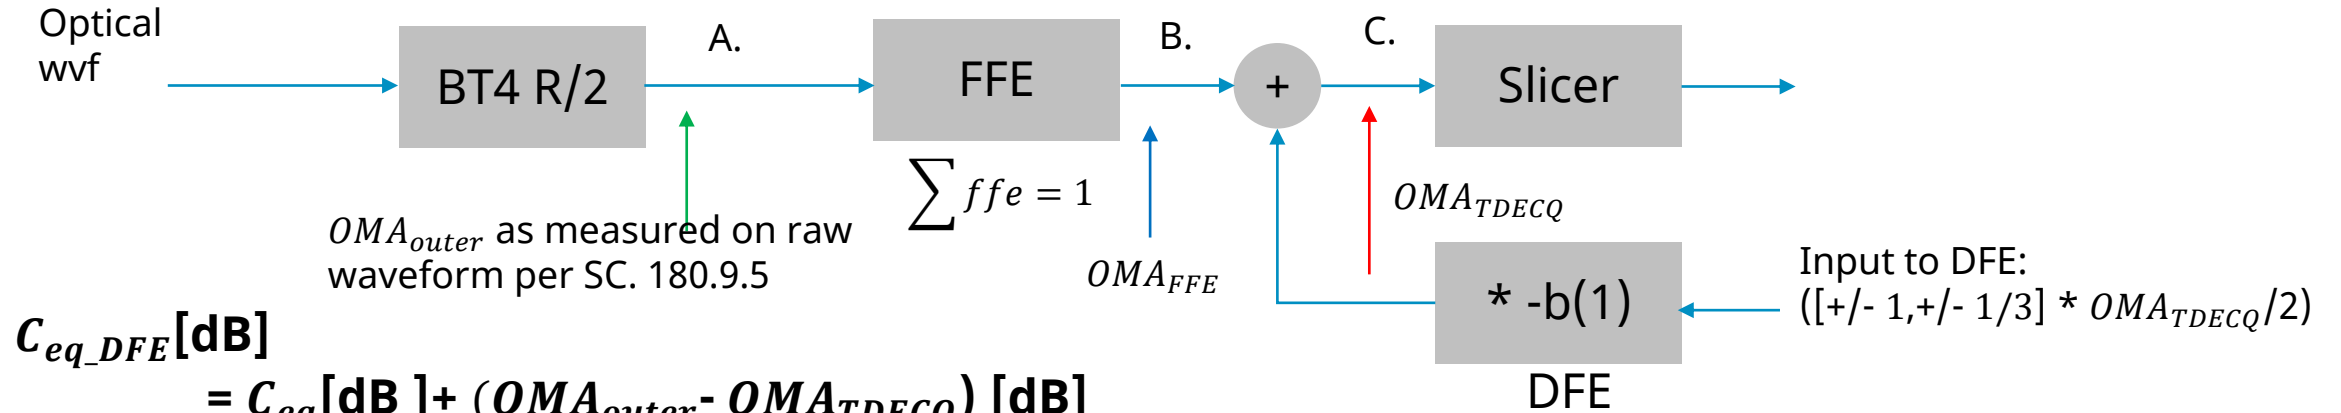 Optical
wvf
BT4 R/2
A.
FFE
B.
+
C.
Slicer
∑ ffe = 1
OMA_outer as measured on raw
waveform per SC. 180.9.5
OMA_FFE
OMA_TDECQ
* -b(1)
DFE
Input to DFE:
([+/- 1,+/- 1/3] * OMA_TDECQ/2)
C_eq_DFE[dB]
= C_eq[dB ]+ (OMA_outer- OMA_TDECQ) [dB]